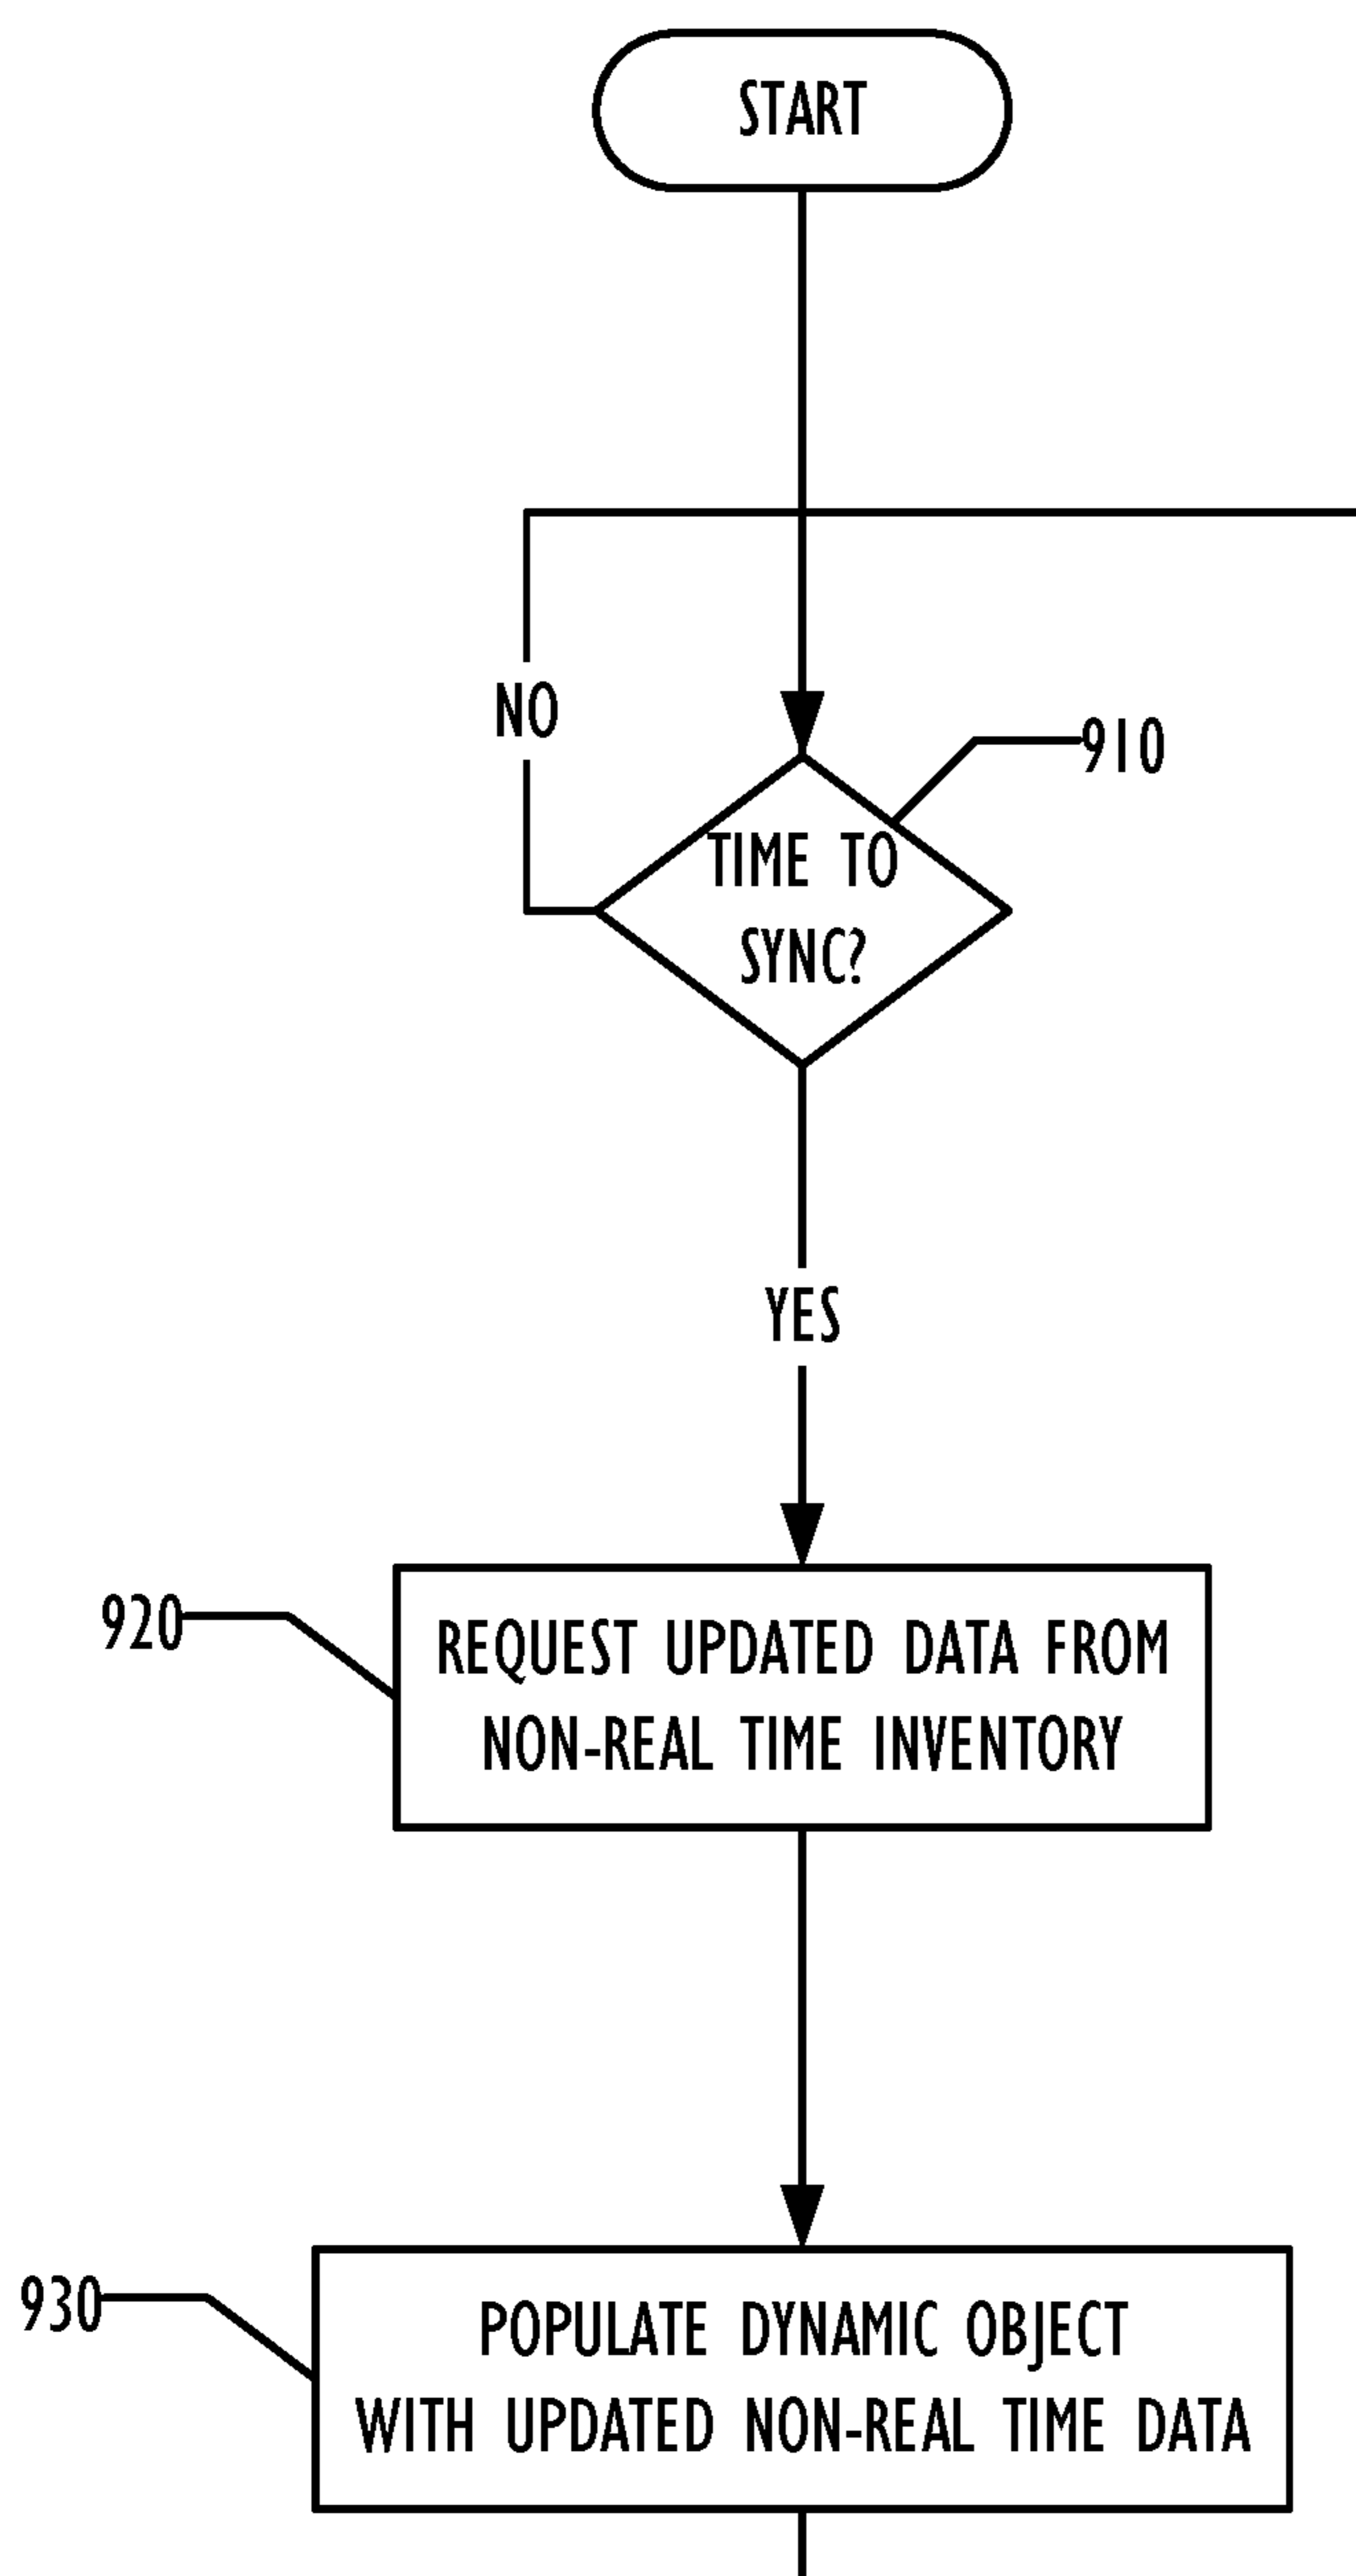 START
NO
910
TIME TO
SYNC?
YES
920
REQUEST UPDATED DATA FROM
NON-REAL TIME INVENTORY
930
POPULATE DYNAMIC OBJECT
WITH UPDATED NON-REAL TIME DATA